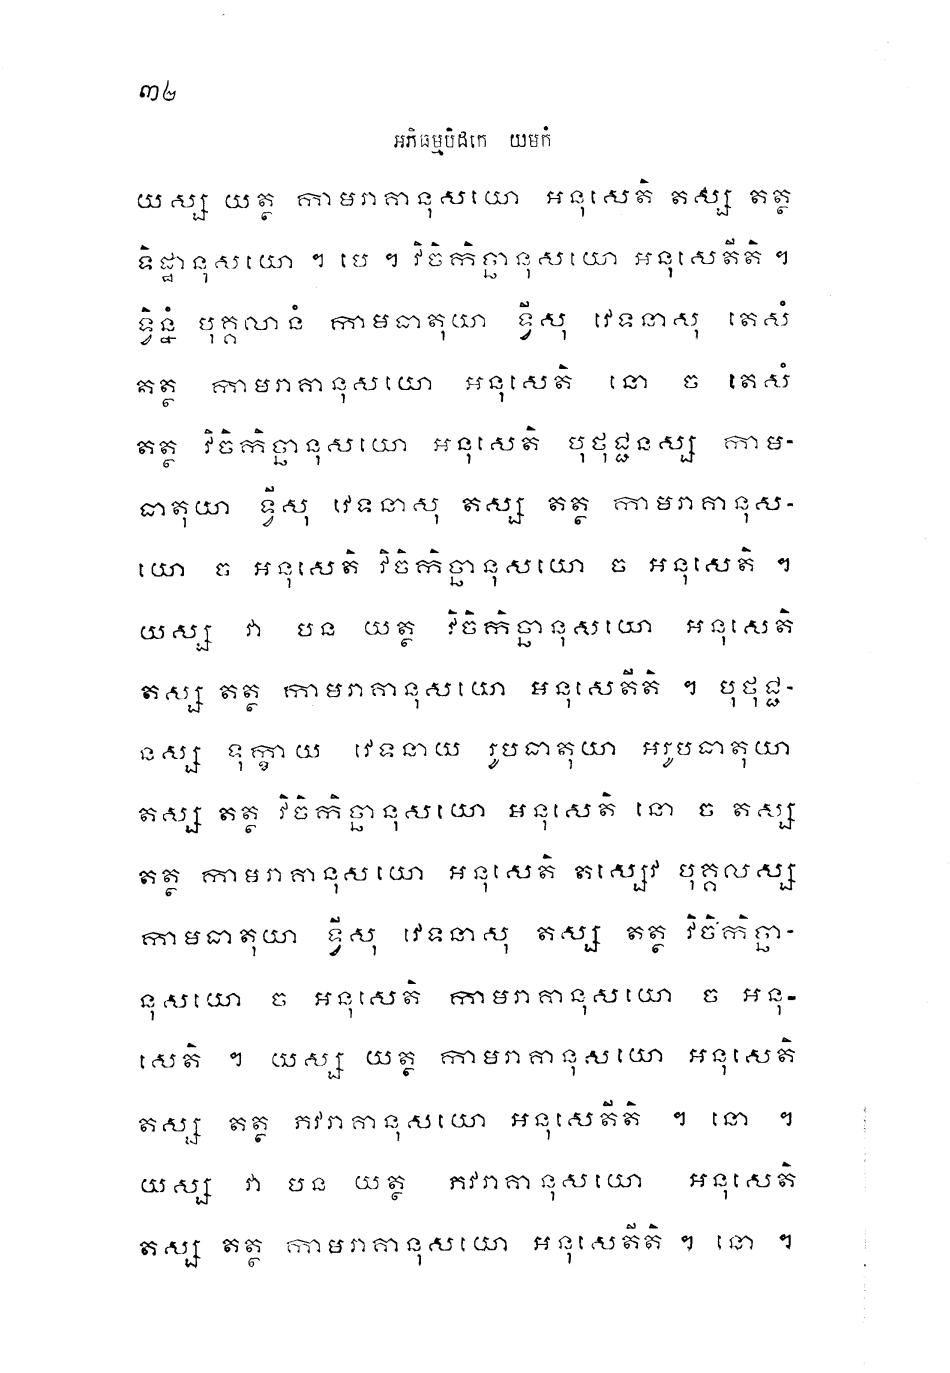 ៣២
អភិធម្មបិដកេ យមកំ
យស្ស យត្ថ កាមរាគានុសយោ អនុសេតិ តស្ស តត្ថ
ទិដ្ឋានុសយោ ។ បេ ។ វិចិកិច្ឆានុសយោ អនុសេតីតិ ។
ទ្វិន្នំ បុគ្គលានំ កាមធាតុយា ទ្វីសុ វេទនាសុ តេសំ
តត្ថ កាមរាគានុសយោ អនុសេតិ នោ ច តេសំ
តត្ថ វិចិកិច្ឆានុសយោ អនុសេតិ បុថុជ្ជនស្ស កាម-
ធាតុយា ទ្វីសុ វេទនាសុ តស្ស តត្ថ កាមរាគានុស-
យោ ច អនុសេតិ វិចិកិច្ឆានុសយោ ច អនុសេតិ ។
យស្ស វា បន យត្ថ វិចិកិច្ឆានុសយោ អនុសេតិ
តស្ស តត្ថ កាមរាគានុសយោ អនុសេតីតិ ។ បុថុជ្ជ-
នស្ស ទុក្ខាយ វេទនាយ រូបធាតុយា អរូបធាតុយា
តស្ស តត្ថ វិចិកិច្ឆានុសយោ អនុសេតិ នោ ច តស្ស
តត្ថ កាមរាគានុសយោ អនុសេតិ តស្សេវ បុគ្គលស្ស
កាមធាតុយា ទ្វីសុ វេទនាសុ តស្ស តត្ថ វិចិកិច្ឆា-
នុសយោ ច អនុសេតិ កាមរាគានុសយោ ច អនុ-
សេតិ ។ យស្ស យត្ថ កាមរាគានុសយោ អនុសេតិ
តស្ស តត្ថ ភវរាគានុសយោ អនុសេតីតិ ។ នោ ។
យស្ស វា បន យត្ថ ភវរាគានុសយោ អនុសេតិ
តស្ស តត្ថ កាមរាគានុសយោ អនុសេតីតិ ។ នោ ។